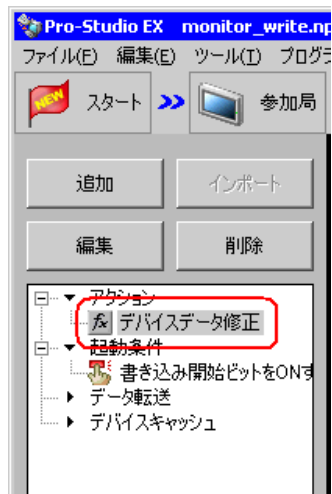 Pro-Studio EX monitor_write.np
ファイル(F) 編集(E) ツール(T) プログラ
NEW スタート 参加局
追加 インポート
編集 削除
アクション
fx デバイスデータ修正
起動条件
書き込み開始ビットをONす
データ転送
デバイスキャッシュ